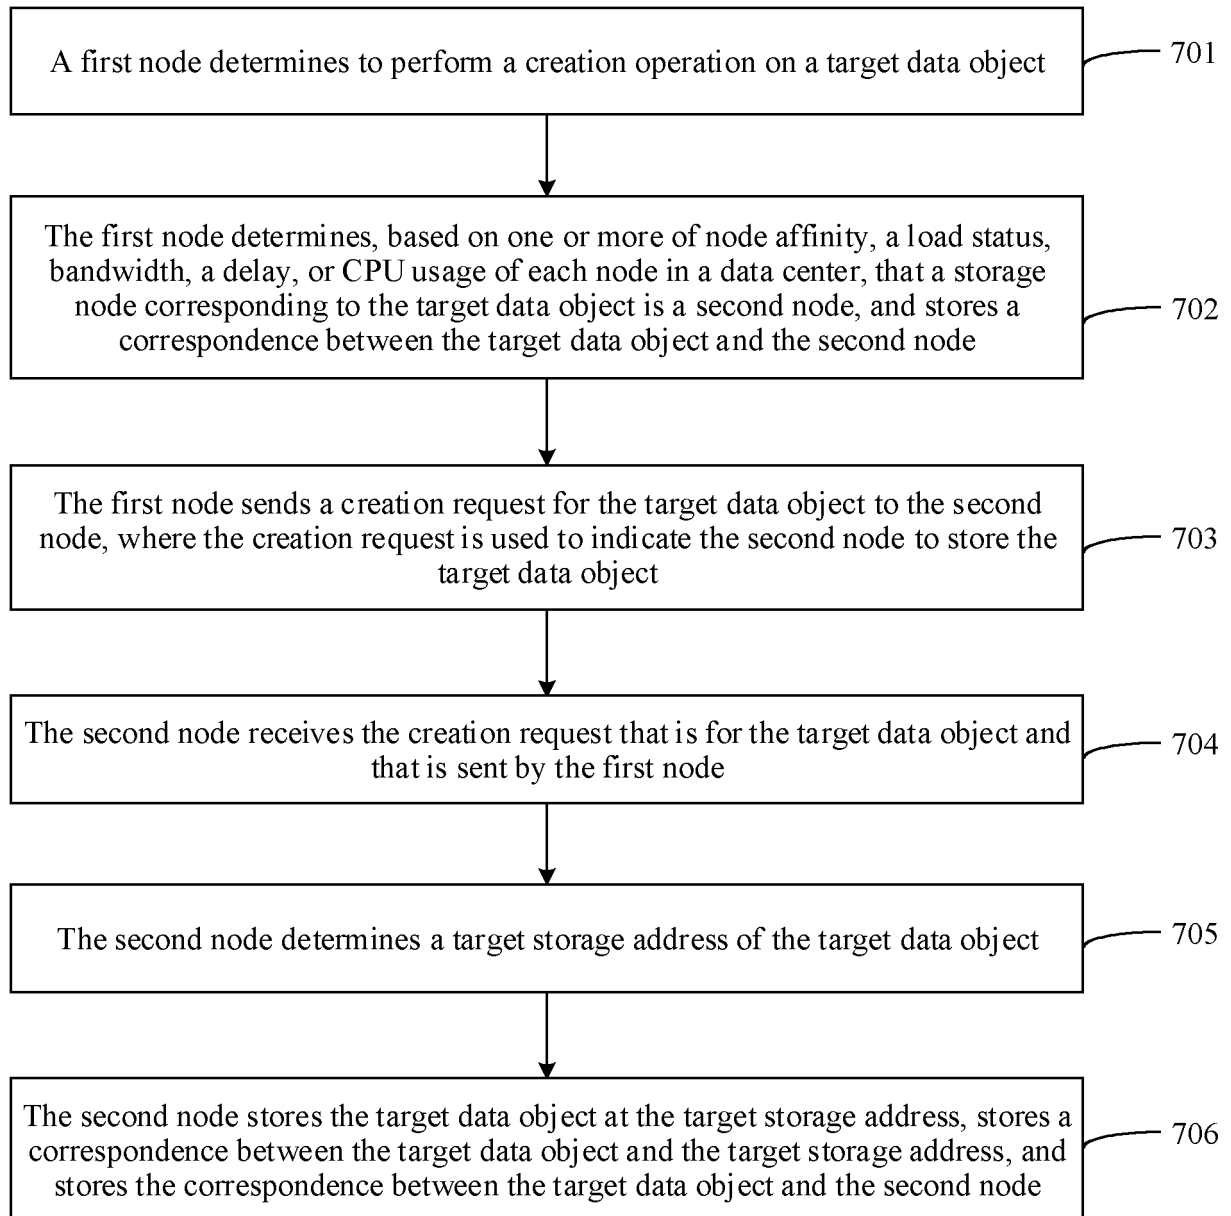 A first node determines to perform a creation operation on a target data object
701
The first node determines, based on one or more of node affinity, a load status,
bandwidth, a delay, or CPU usage of each node in a data center, that a storage
node corresponding to the target data object is a second node, and stores a
correspondence between the target data object and the second node
702
The first node sends a creation request for the target data object to the second
node, where the creation request is used to indicate the second node to store the
target data object
703
The second node receives the creation request that is for the target data object and
that is sent by the first node
704
The second node determines a target storage address of the target data object
705
The second node stores the target data object at the target storage address, stores a
correspondence between the target data object and the target storage address, and
stores the correspondence between the target data object and the second node
706